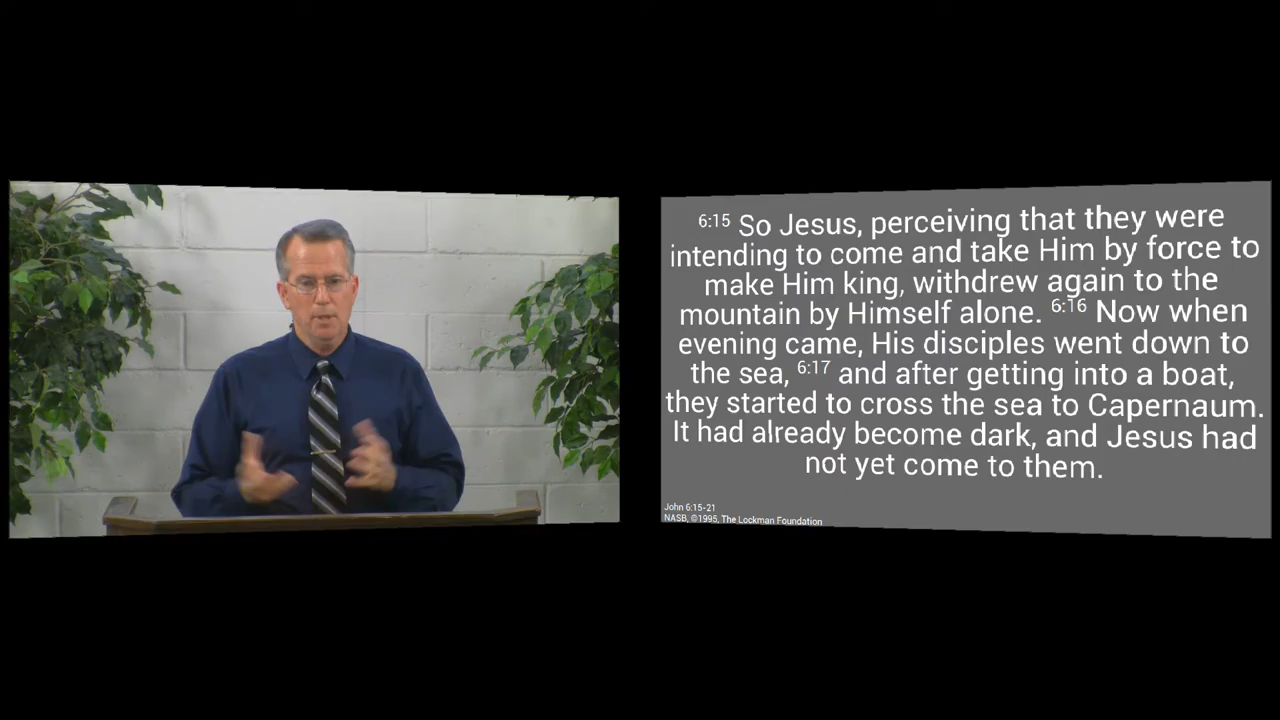 6:15 So Jesus, perceiving that they were
intending to come and take Him by force to
make Him king, withdrew again to the
mountain by Himself alone. 6:16 Now when
evening came, His disciples went down to
the sea, 6:17 and after getting into a boat,
they started to cross the sea to Capernaum.
It had already become dark, and Jesus had
not yet come to them.
John 6:15-21
NASB, ©1995, The Lockman Foundation